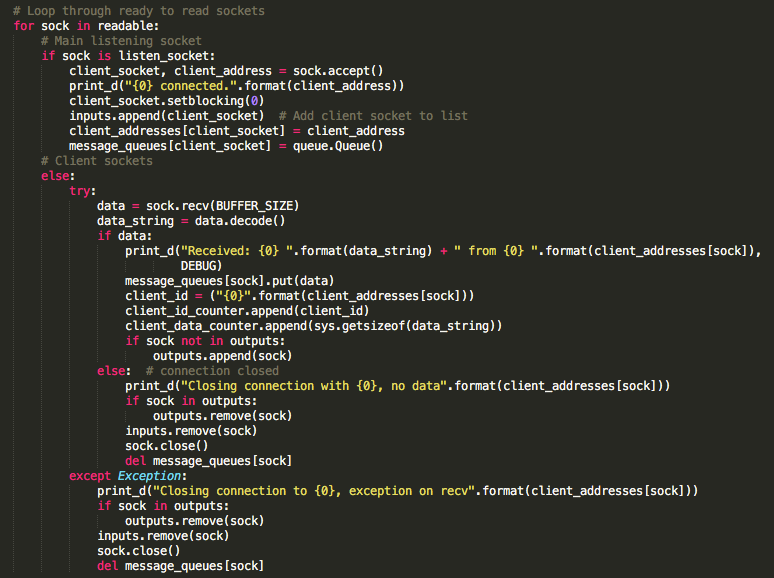 # Loop through ready to read sockets
for sock in readable:
    # Main listening socket
    if sock is listen_socket:
        client_socket, client_address = sock.accept()
        print_d("{0} connected.".format(client_address))
        client_socket.setblocking(0)
        inputs.append(client_socket)  # Add client socket to list
        client_addresses[client_socket] = client_address
        message_queues[client_socket] = queue.Queue()
    # Client sockets
    else:
        try:
            data = sock.recv(BUFFER_SIZE)
            data_string = data.decode()
            if data:
                print_d("Received: {0} ".format(data_string) + " from {0} ".format(client_addresses[sock]),
                        DEBUG)
                message_queues[sock].put(data)
                client_id = ("{0}".format(client_addresses[sock]))
                client_id_counter.append(client_id)
                client_data_counter.append(sys.getsizeof(data_string))
                if sock not in outputs:
                    outputs.append(sock)
            else:  # connection closed
                print_d("Closing connection with {0}, no data".format(client_addresses[sock]))
                if sock in outputs:
                    outputs.remove(sock)
                inputs.remove(sock)
                sock.close()
                del message_queues[sock]
        except Exception:
            print_d("Closing connection to {0}, exception on recv".format(client_addresses[sock]))
            if sock in outputs:
                outputs.remove(sock)
            inputs.remove(sock)
            sock.close()
            del message_queues[sock]